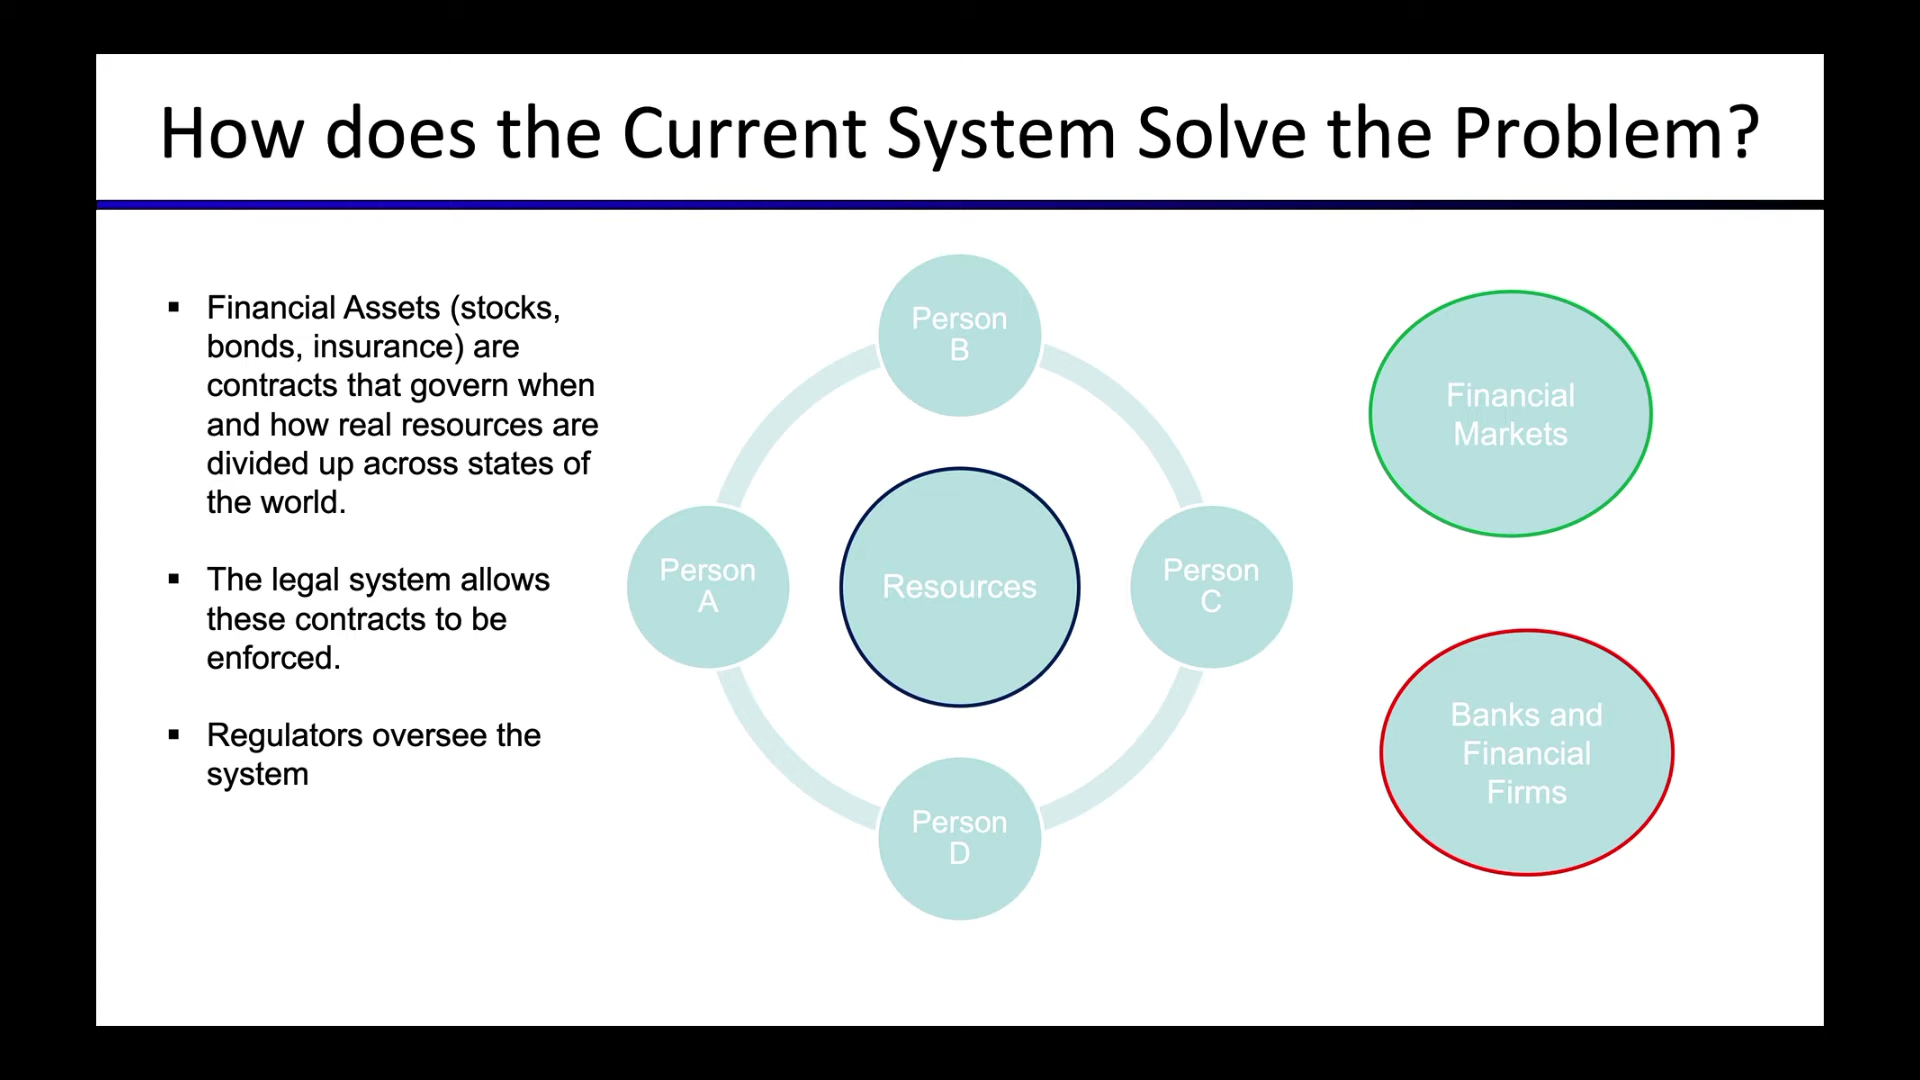 How does the Current System Solve the Problem?
▪ Financial Assets (stocks,
bonds, insurance) are
contracts that govern when
and how real resources are
divided up across states of
the world.
▪ The legal system allows
these contracts to be
enforced.
▪ Regulators oversee the
system
Person
B
Person
A
Resources
Person
C
Person
D
Financial
Markets
Banks and
Financial
Firms